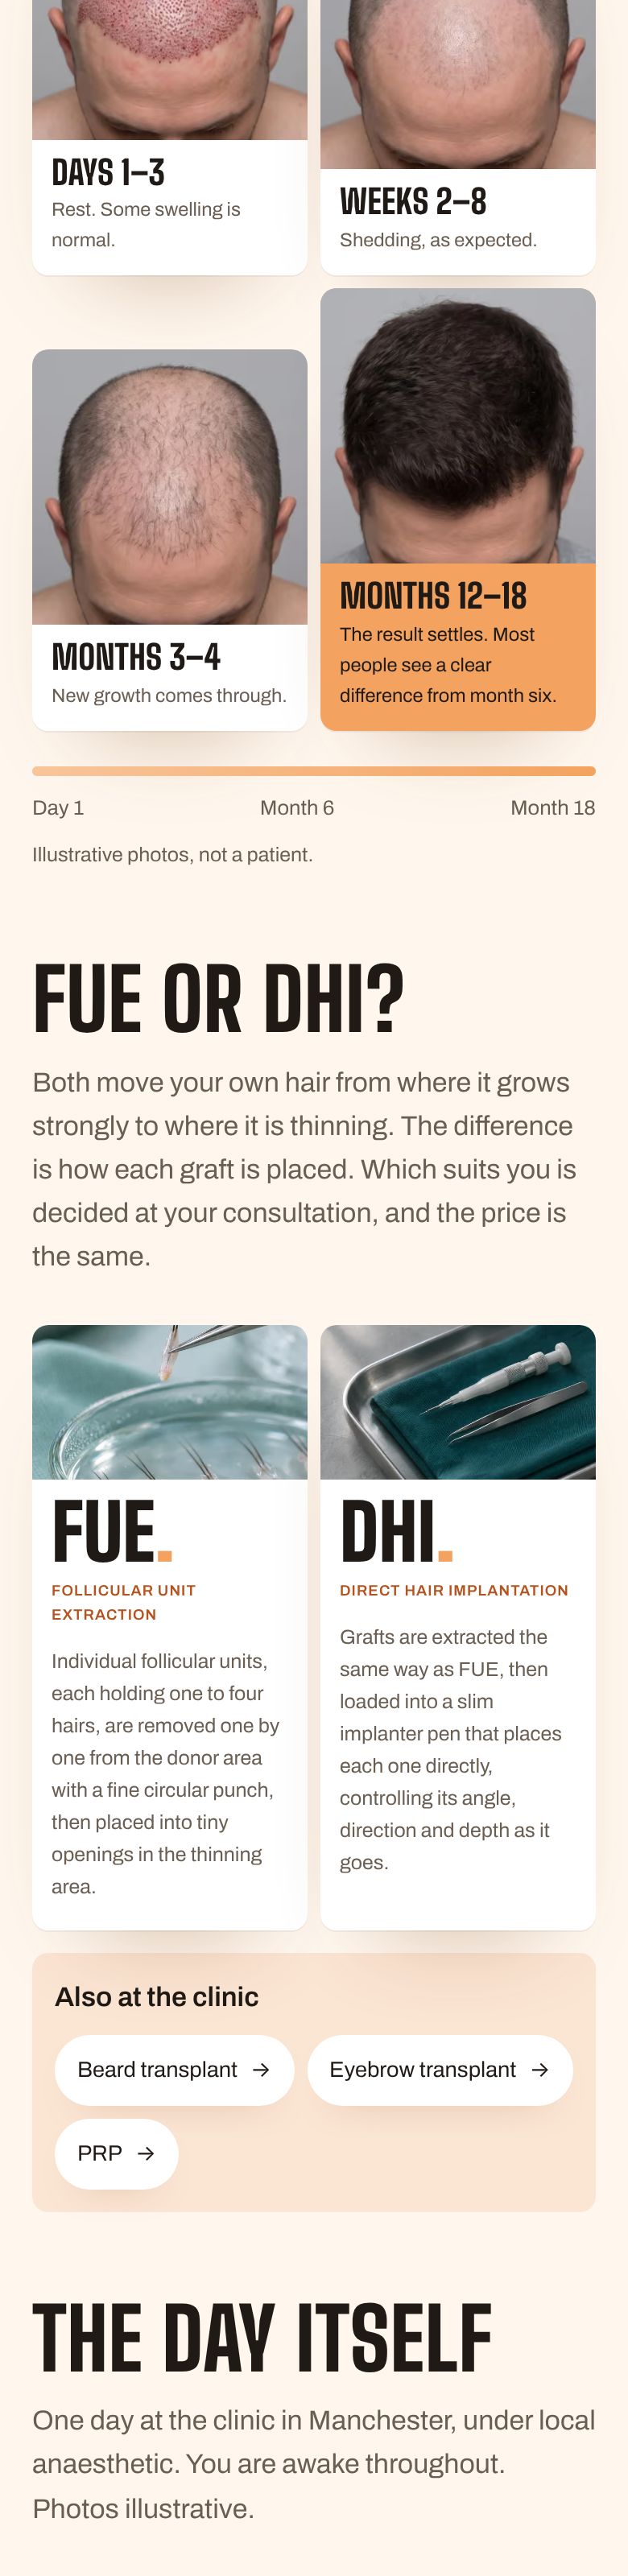 DAYS 1–3
Rest. Some swelling is
normal.
WEEKS 2–8
Shedding, as expected.
MONTHS 3–4
New growth comes through.
MONTHS 12–18
The result settles. Most
people see a clear
difference from month six.
Day 1
Month 6
Month 18
Illustrative photos, not a patient.
FUE OR DHI?
Both move your own hair from where it grows
strongly to where it is thinning. The difference
is how each graft is placed. Which suits you is
decided at your consultation, and the price is
the same.
FUE.
FOLLICULAR UNIT
EXTRACTION
Individual follicular units,
each holding one to four
hairs, are removed one by
one from the donor area
with a fine circular punch,
then placed into tiny
openings in the thinning
area.
DHI.
DIRECT HAIR IMPLANTATION
Grafts are extracted the
same way as FUE, then
loaded into a slim
implanter pen that places
each one directly,
controlling its angle,
direction and depth as it
goes.
Also at the clinic
Beard transplant →
Eyebrow transplant →
PRP →
THE DAY ITSELF
One day at the clinic in Manchester, under local
anaesthetic. You are awake throughout.
Photos illustrative.